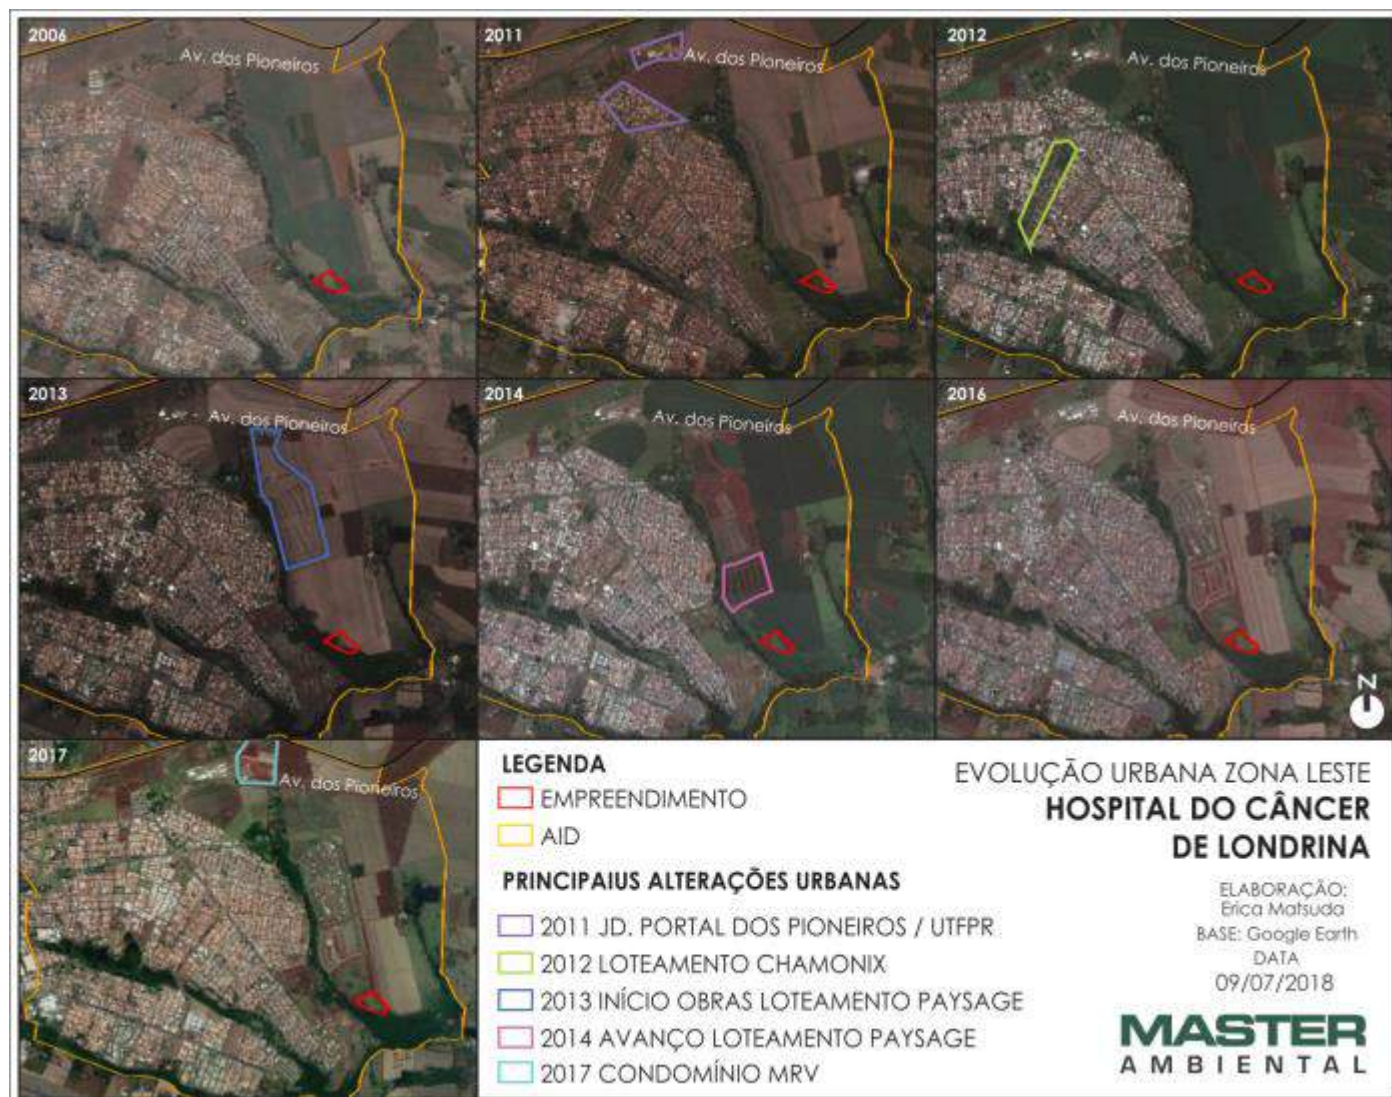 2006
Av. dos Pioneiros
2011
Av. dos Pioneiros
2012
Av. dos Pioneiros
2013
Av. dos Pioneiros
2014
Av. dos Pioneiros
2016
Av. dos Pioneiros
N
2017
Av. dos Pioneiros
LEGENDA
EMPREENDIMENTO
AID
PRINCIPAIUS ALTERAÇÕES URBANAS
2011 JD. PORTAL DOS PIONEIROS / UTFPR
2012 LOTEAMENTO CHAMONIX
2013 INÍCIO OBRAS LOTEAMENTO PAYSAGE
2014 AVANÇO LOTEAMENTO PAYSAGE
2017 CONDOMÍNIO MRV
EVOLUÇÃO URBANA ZONA LESTE
HOSPITAL DO CÂNCER
DE LONDRINA
ELABORAÇÃO:
Erica Matsuda
BASE: Google Earth
DATA
09/07/2018
MASTER
AMBIENTAL